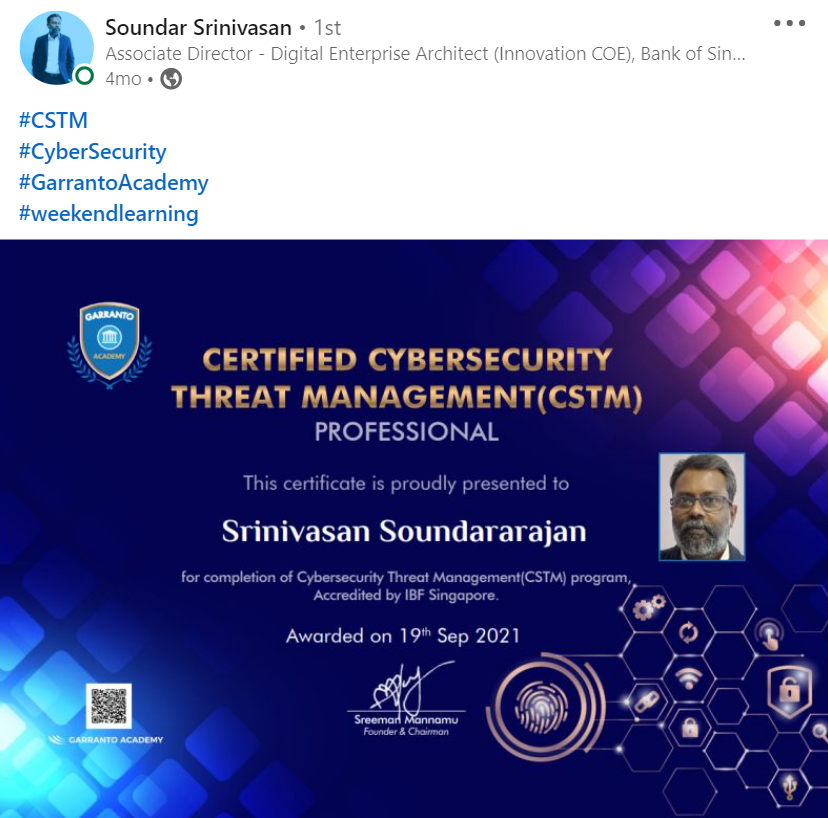 Soundar Srinivasan • 1st
Associate Director - Digital Enterprise Architect (Innovation COE), Bank of Sin...
4mo •
#CSTM
#CyberSecurity
#GarrantoAcademy
#weekendlearning
GARRANTO
ACADEMY
CERTIFIED CYBERSECURITY
THREAT MANAGEMENT(CSTM)
PROFESSIONAL
This certificate is proudly presented to
Srinivasan Soundararajan
for completion of Cybersecurity Threat Management(CSTM) program,
Accredited by IBF Singapore.
Awarded on 19th Sep 2021
Sreeman Mannamu
Founder & Chairman
GARRANTO ACADEMY